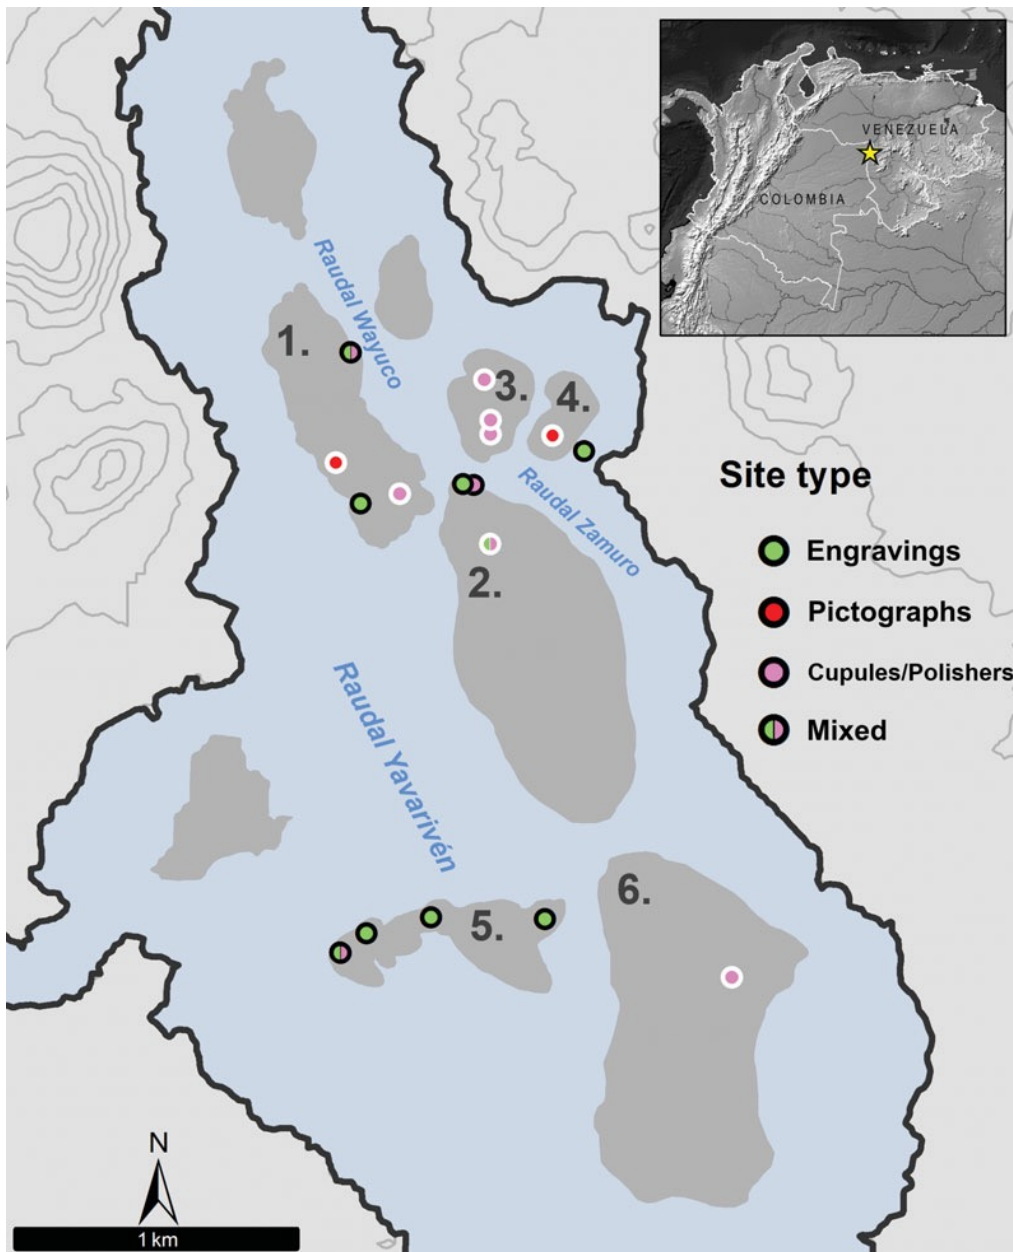 VENEZUELA
COLOMBIA
Raudal Wayuco
1.
3.
4.
Raudal Zamuro
2.
Site type
Engravings
Pictographs
Cupules/Polishers
Mixed
Raudal Yavarivén
6.
5.
N
1 km